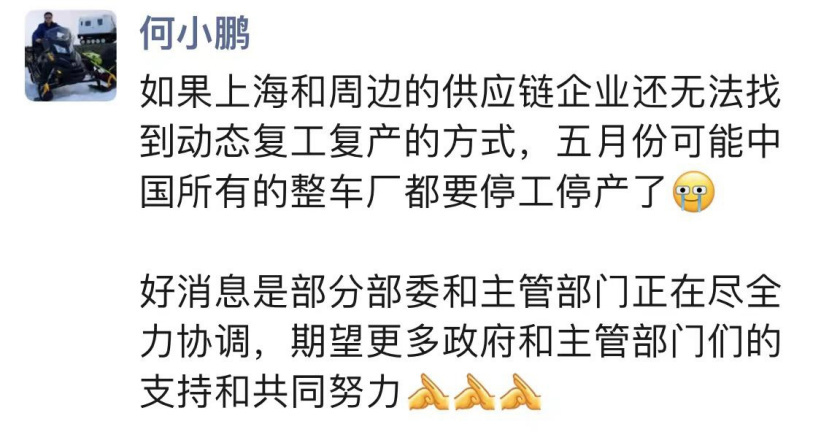 何小鹏
如果上海和周边的供应链企业还无法找
到动态复工复产的方式，五月份可能中
国所有的整车厂都要停工停产了😭
好消息是部分部委和主管部门正在尽全
力协调，期望更多政府和主管部门们的
支持和共同努力🙏🙏🙏